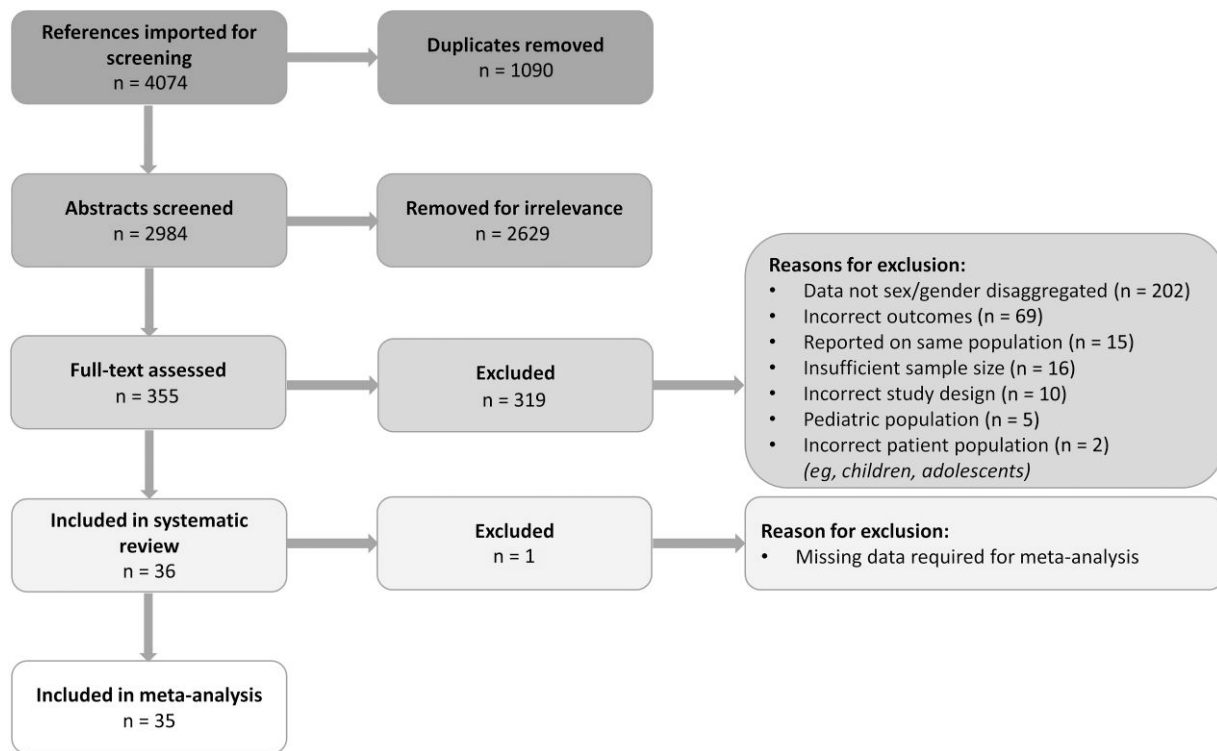 References imported for
screening
n = 4074
Duplicates removed
n = 1090
Abstracts screened
n = 2984
Removed for irrelevance
n = 2629
Full-text assessed
n = 355
Excluded
n = 319
Reasons for exclusion:
• Data not sex/gender disaggregated (n = 202)
• Incorrect outcomes (n = 69)
• Reported on same population (n = 15)
• Insufficient sample size (n = 16)
• Incorrect study design (n = 10)
• Pediatric population (n = 5)
• Incorrect patient population (n = 2)
(eg, children, adolescents)
Included in systematic
review
n = 36
Excluded
n = 1
Reason for exclusion:
• Missing data required for meta-analysis
Included in meta-analysis
n = 35